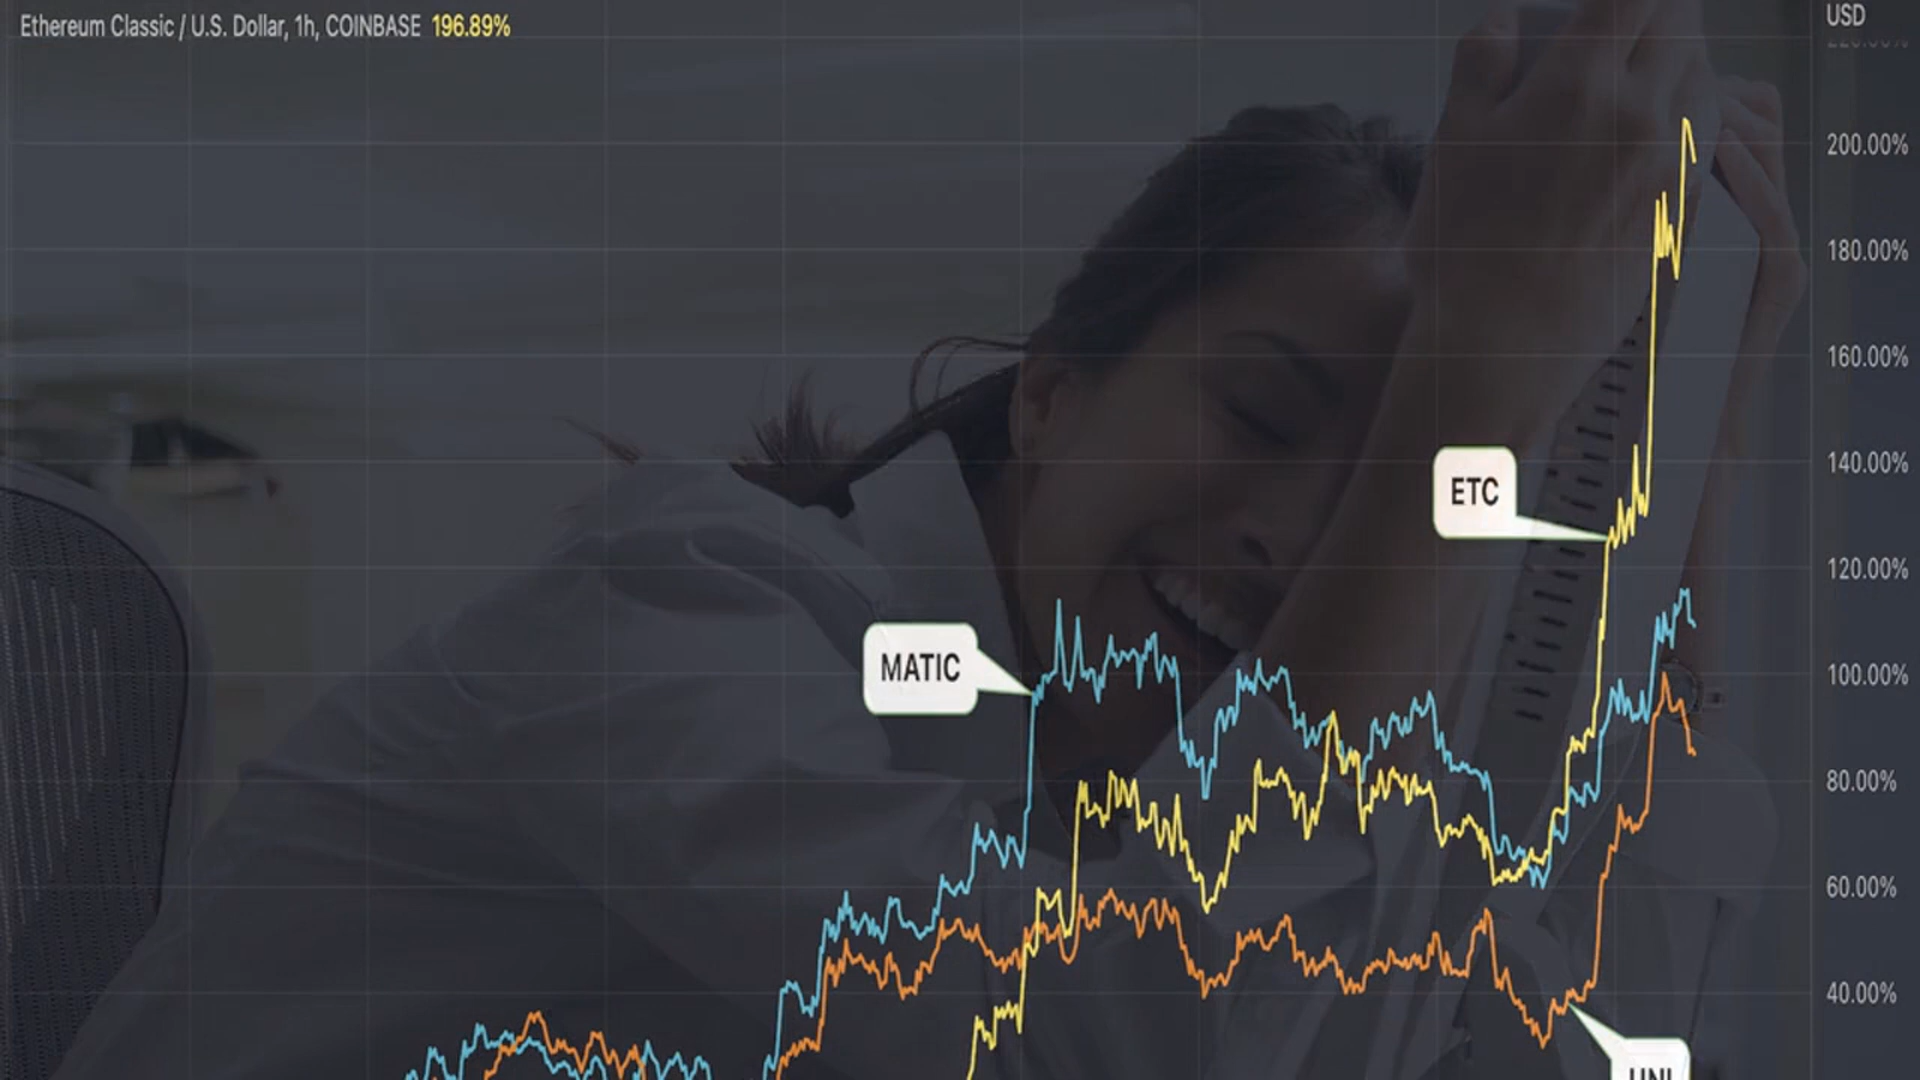 Ethereum Classic / U.S. Dollar, 1h, COINBASE 196.89%
USD
200.00%
180.00%
160.00%
140.00%
ETC
120.00%
MATIC
100.00%
80.00%
60.00%
40.00%
UNI